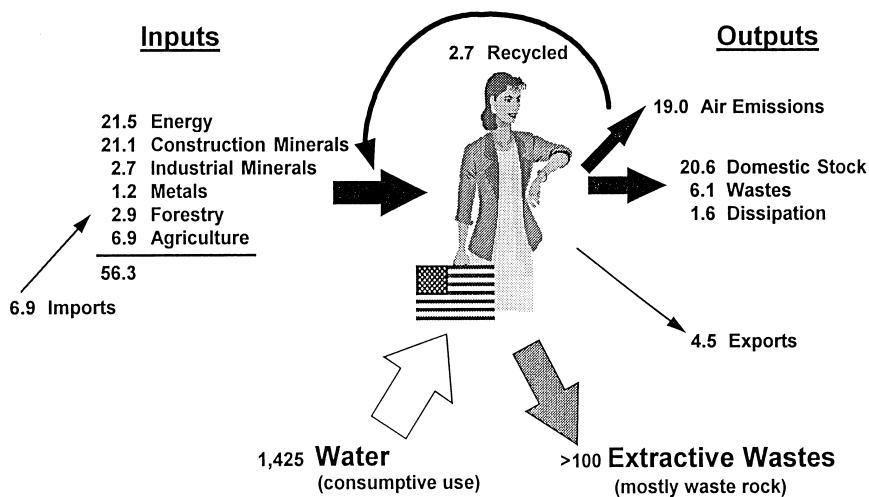 Inputs
Outputs
2.7 Recycled
19.0 Air Emissions
21.5 Energy
21.1 Construction Minerals
2.7 Industrial Minerals
1.2 Metals
2.9 Forestry
6.9 Agriculture
56.3
20.6 Domestic Stock
6.1 Wastes
1.6 Dissipation
6.9 Imports
4.5 Exports
1,425 Water
(consumptive use)
>100 Extractive Wastes
(mostly waste rock)